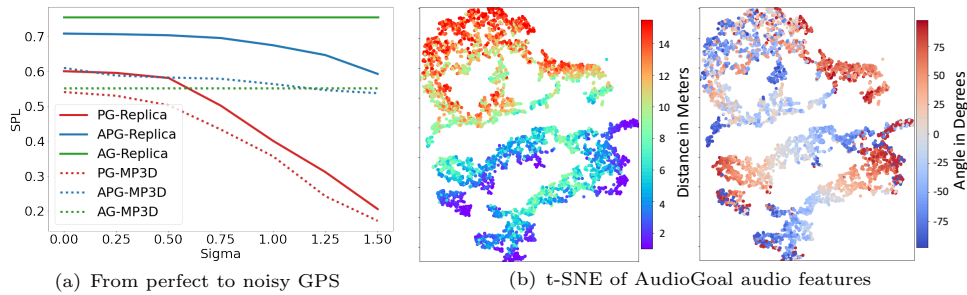 SPL
0.7
0.6
0.5
0.4
0.3
0.2
PG-Replica
APG-Replica
AG-Replica
PG-MP3D
APG-MP3D
AG-MP3D
0.00 0.25 0.50 0.75 1.00 1.25 1.50
Sigma
(a) From perfect to noisy GPS
14
12
10
8
6
4
2
Distance in Meters
75
50
25
0
-25
-50
-75
Angle in Degrees
(b) t-SNE of AudioGoal audio features